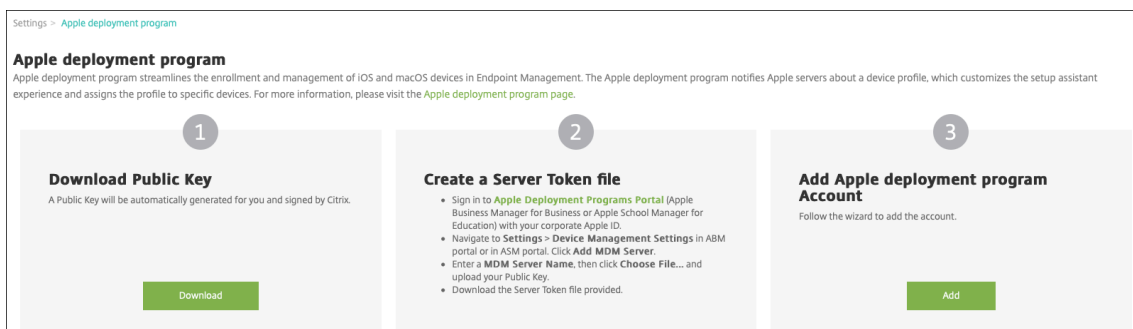 Settings > Apple deployment program
Apple deployment program
Apple deployment program streamlines the enrollment and management of iOS and macOS devices in Endpoint Management. The Apple deployment program notifies Apple servers about a device profile, which customizes the setup assistant
experience and assigns the profile to specific devices. For more information, please visit the Apple deployment program page.
1
Download Public Key
A Public Key will be automatically generated for you and signed by Citrix.
Download
2
Create a Server Token file
• Sign in to Apple Deployment Programs Portal (Apple
Business Manager for Business or Apple School Manager for
Education) with your corporate Apple ID.
• Navigate to Settings > Device Management Settings in ABM
portal or in ASM portal. Click Add MDM Server.
• Enter a MDM Server Name, then click Choose File... and
upload your Public Key.
• Download the Server Token file provided.
3
Add Apple deployment program
Account
Follow the wizard to add the account.
Add